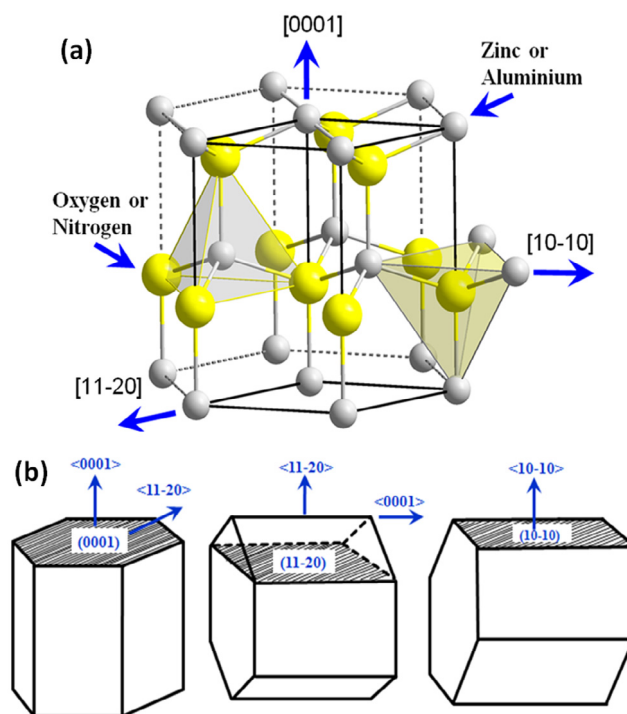 [0001]
(a)
Zinc or
Aluminium
Oxygen or
Nitrogen
[10-10]
[11-20]
(b)
<0001>
<11-20>
(0001)
<11-20>
<0001>
(11-20)
<10-10>
(10-10)